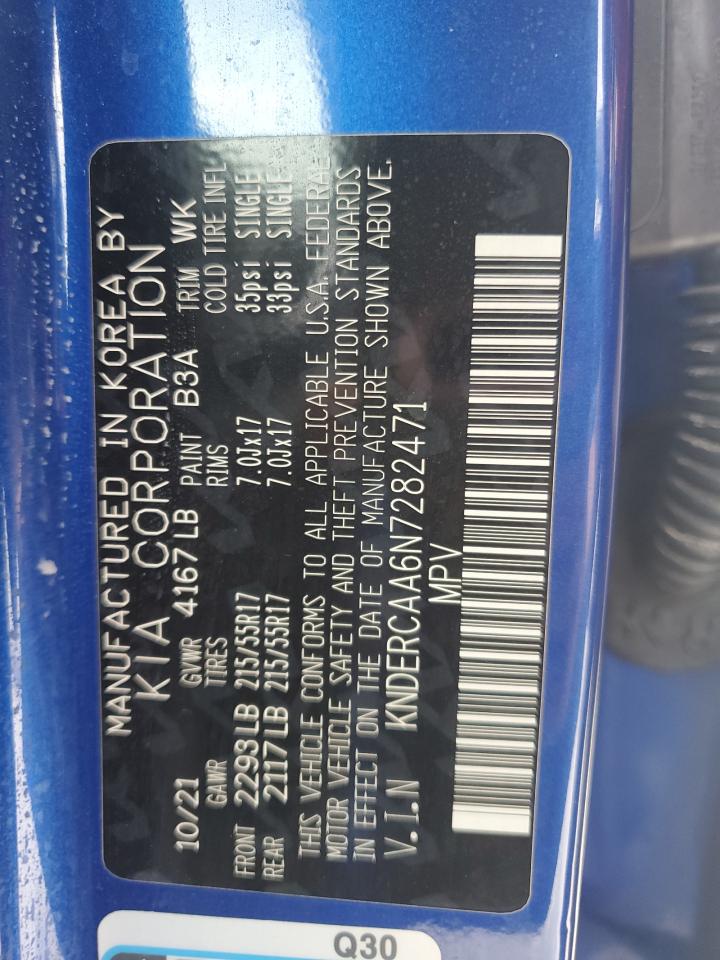 MANUFACTURED IN KOREA BY
KIA CORPORATION
10/21 GVWR 4167 LB PAINT B3A TRIM WK
GAWR TIRES RIMS COLD TIRE INFL
FRONT 2293 LB 215/55R17 7.0Jx17 35psi SINGLE
REAR 2117 LB 215/55R17 7.0Jx17 33psi SINGLE
THIS VEHICLE CONFORMS TO ALL APPLICABLE U.S.A. FEDERAL
MOTOR VEHICLE SAFETY AND THEFT PREVENTION STANDARDS
IN EFFECT ON THE DATE OF MANUFACTURE SHOWN ABOVE.
V.I.N KNDERCAA6N7282471
MPV
Q30